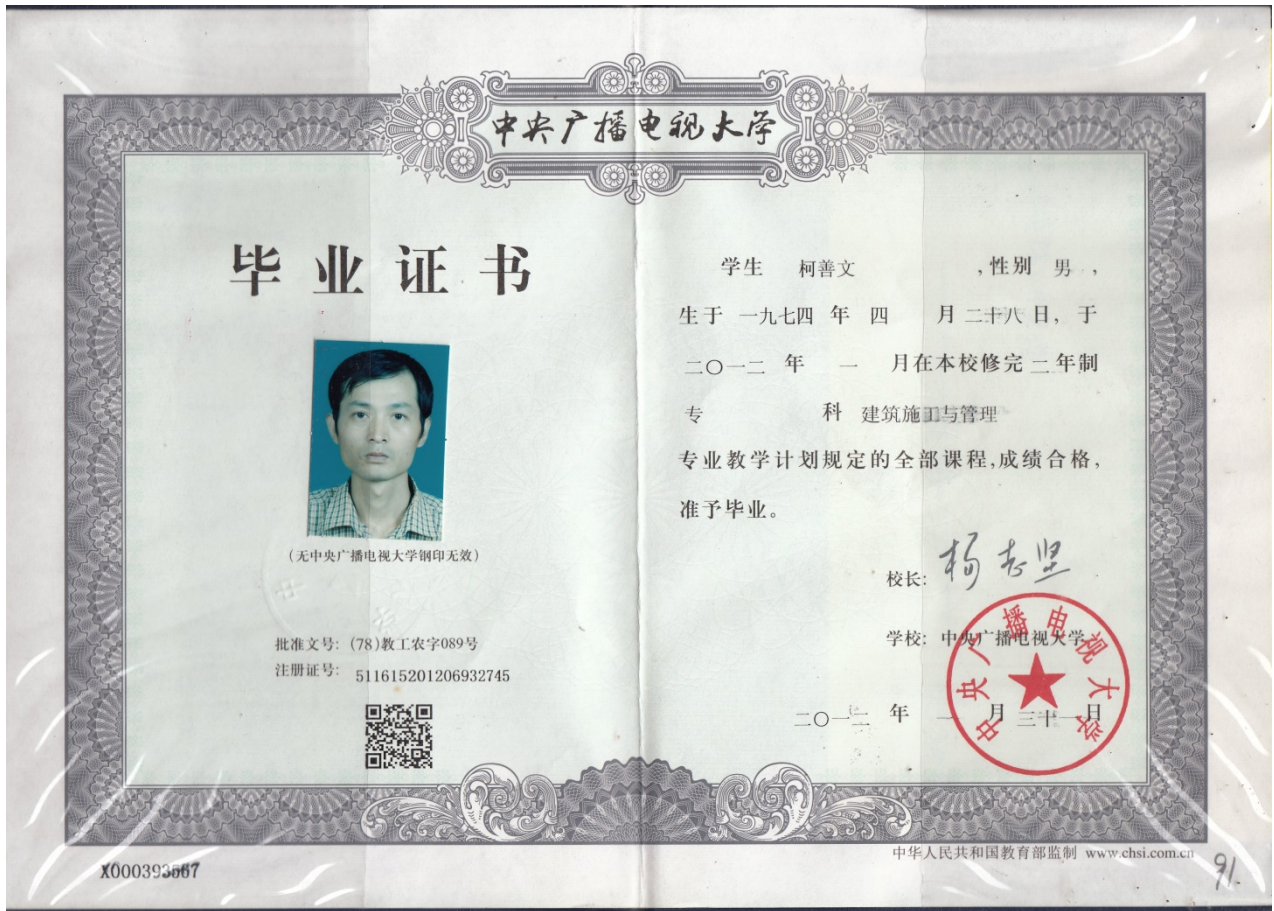 中央广播电视大学
毕业证书
(无中央广播电视大学钢印无效)
批准文号: (78)教工农字089号
注册证号: 511615201206932745
学生 柯善文 ,性别 男 ,
生于 一九七四 年 四 月 二十八 日, 于
二〇一二 年 一 月在本校修完 二 年制
专 科 建筑施工与管理
专业教学计划规定的全部课程,成绩合格,
准予毕业。
校长: 杨志坚
学校: 中央广播电视大学
中央广播电视大学
二〇一二 年 一 月 三十一 日
中华人民共和国教育部监制 www.chsi.com.cn
X000393567
91.